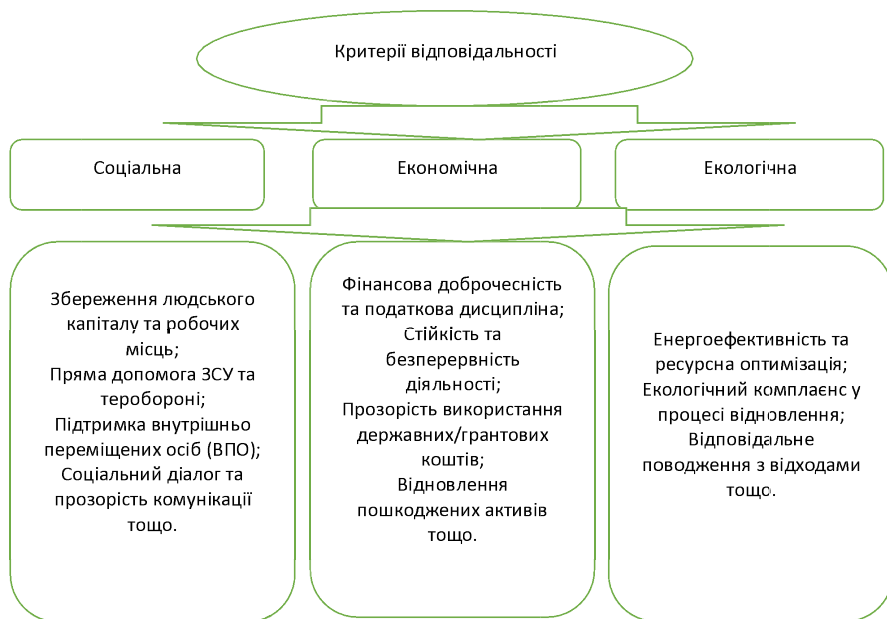 Критерії відповідальності
Соціальна
Економічна
Екологічна
Збереження людського
капіталу та робочих
місць;
Пряма допомога ЗСУ та
теробороні;
Підтримка внутрішньо
переміщених осіб (ВПО);
Соціальний діалог та
прозорість комунікації
тощо.
Фінансова доброчесність
та податкова дисципліна;
Стійкість та
безперервність
діяльності;
Прозорість використання
державних/грантових
коштів;
Відновлення
пошкоджених активів
тощо.
Енергоефективність та
ресурсна оптимізація;
Екологічний комплаєнс у
процесі відновлення;
Відповідальне
поводження з відходами
тощо.